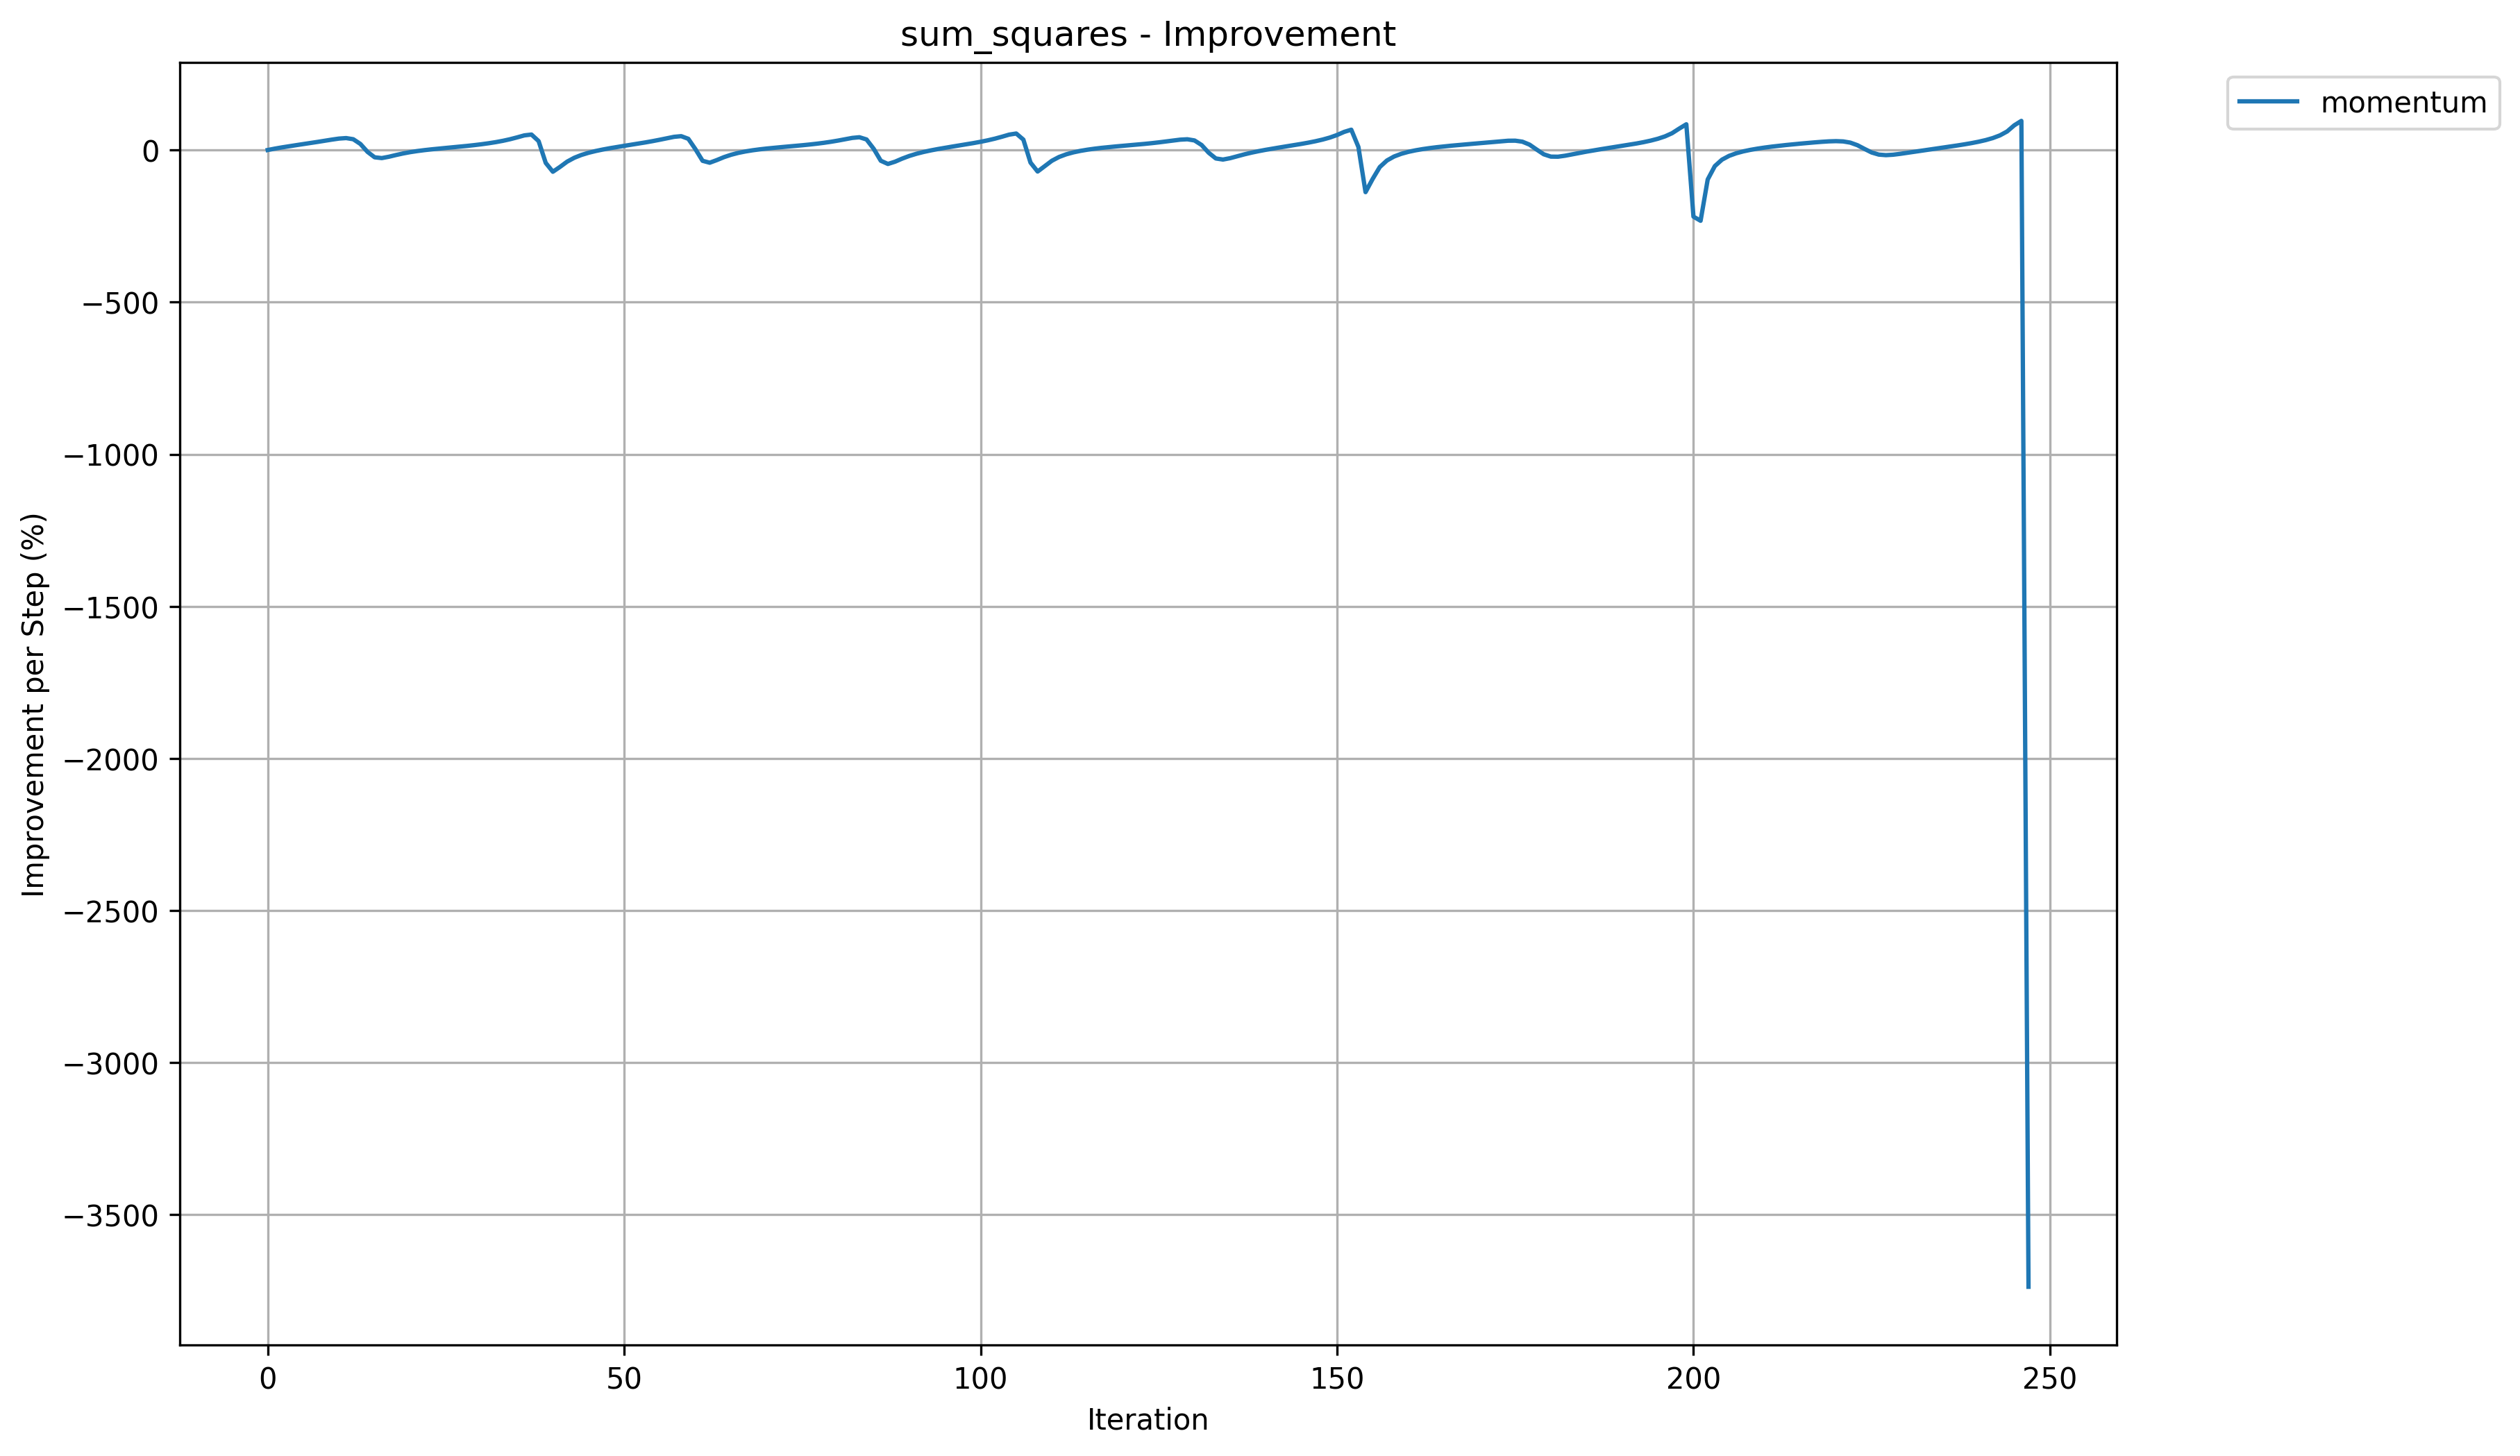 sum_squares - Improvement
momentum
Improvement per Step (%)
0
−500
−1000
−1500
−2000
−2500
−3000
−3500
0 50 100 150 200 250
Iteration